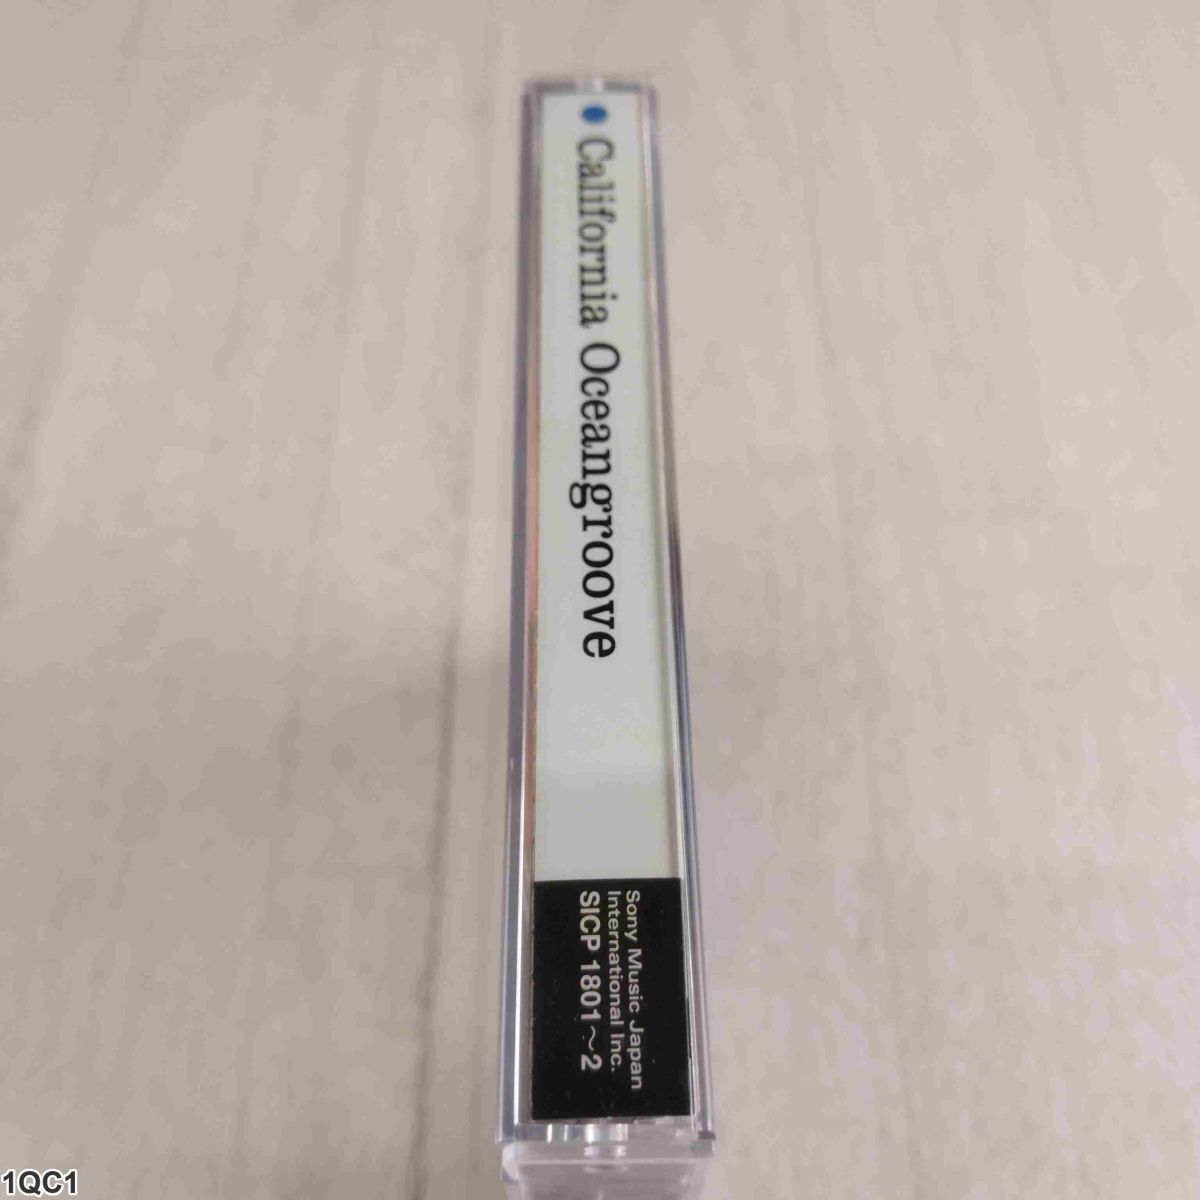 California Oceangroove
Sony Music Japan
International Inc.
SICP 1801～2
1QC1